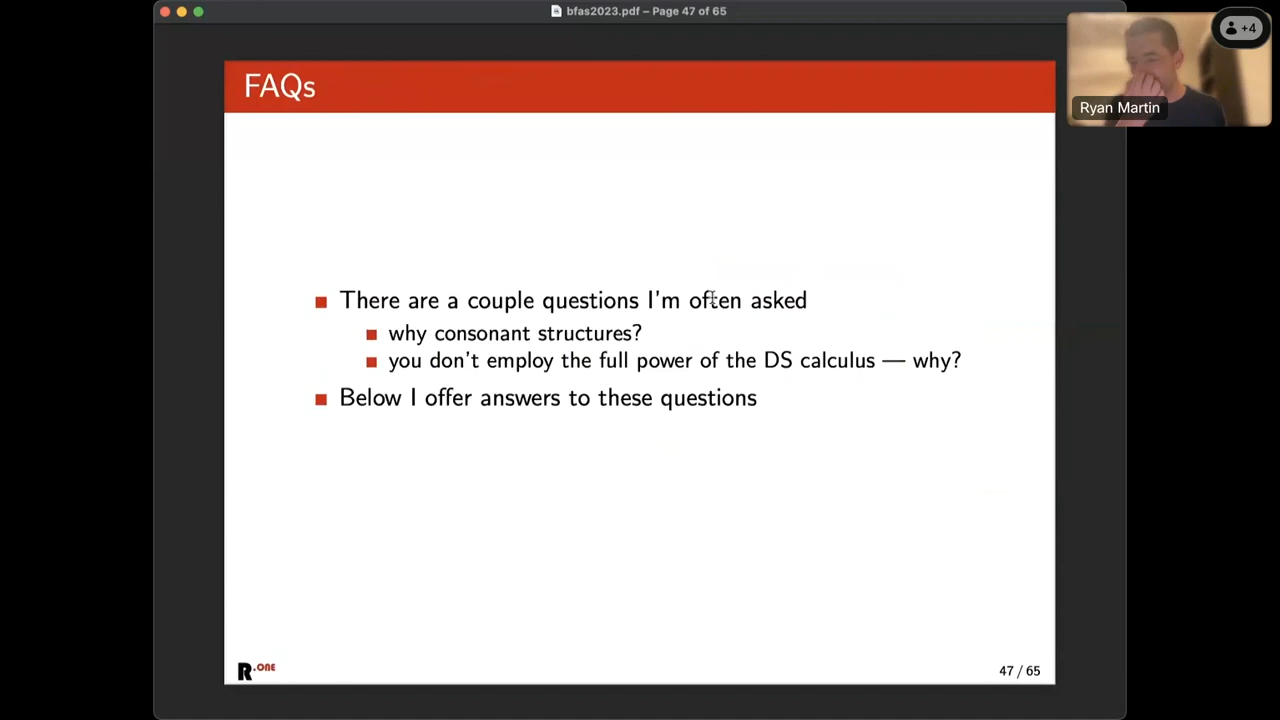 bfas2023.pdf – Page 47 of 65
+4
Ryan Martin
FAQs
There are a couple questions I'm often asked
why consonant structures?
you don't employ the full power of the DS calculus — why?
Below I offer answers to these questions
R.ONE
47 / 65